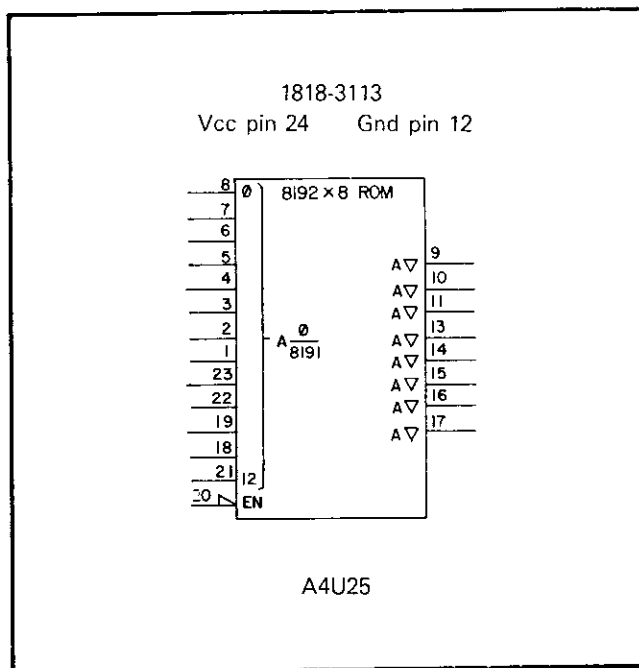 1818-3113
Vcc pin 24 Gnd pin 12
8 Ø 8192 × 8 ROM
7
6
5
4
3
2
1
23
22
19
18
21 12
20 EN
A Ø/8191
A▽ 9
A▽ 10
A▽ 11
A▽ 13
A▽ 14
A▽ 15
A▽ 16
A▽ 17
A4U25